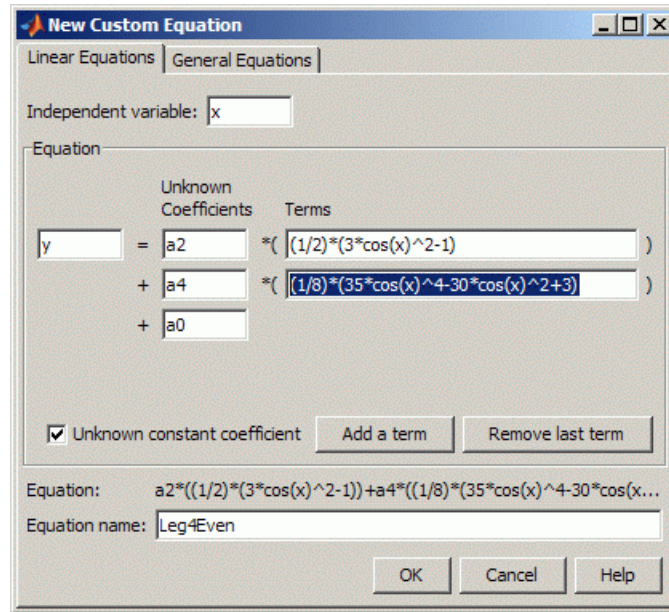 New Custom Equation
Linear Equations General Equations
Independent variable: x
Equation
Unknown
Coefficients Terms
y = a2 *( (1/2)*(3*cos(x)^2-1) )
+ a4 *( (1/8)*(35*cos(x)^4-30*cos(x)^2+3) )
+ a0
Unknown constant coefficient Add a term Remove last term
Equation: a2*((1/2)*(3*cos(x)^2-1))+a4*((1/8)*(35*cos(x)^4-30*cos(x...
Equation name: Leg4Even
OK Cancel Help